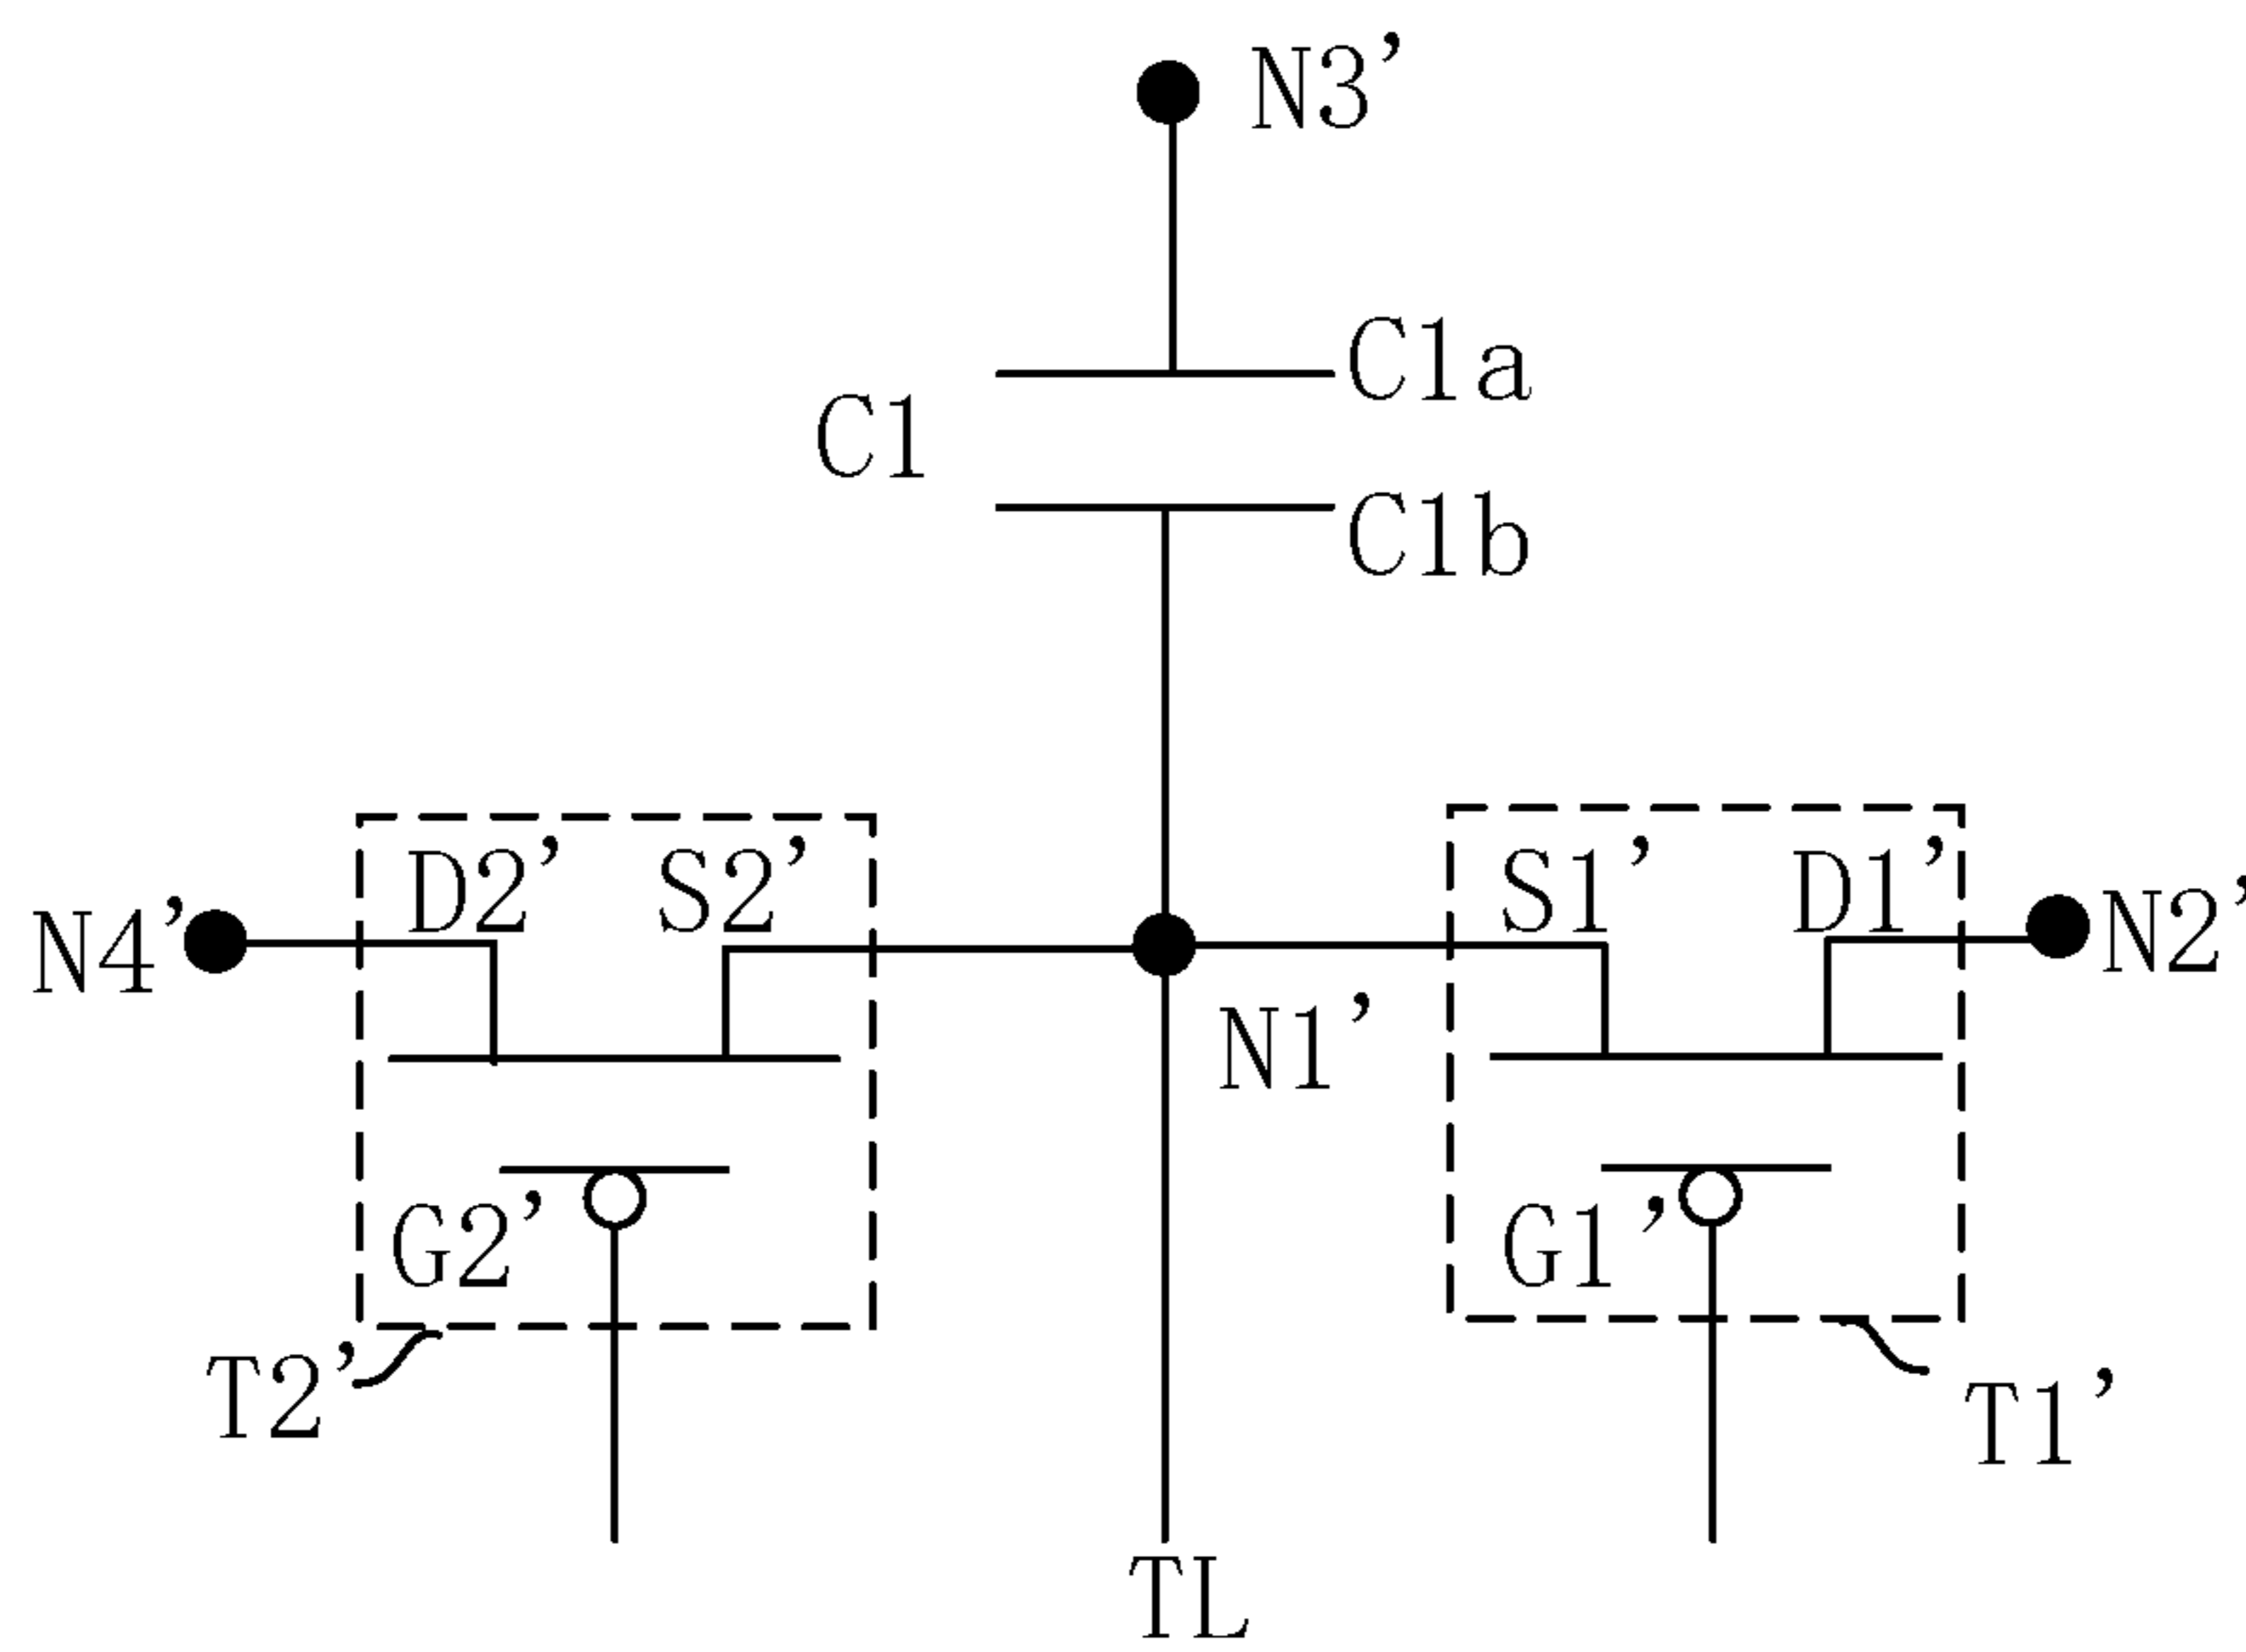 N3'
C1a
C1
C1b
D2' S2'
S1' D1'
N4'
N2'
N1'
G2'
G1'
T2'
T1'
TL